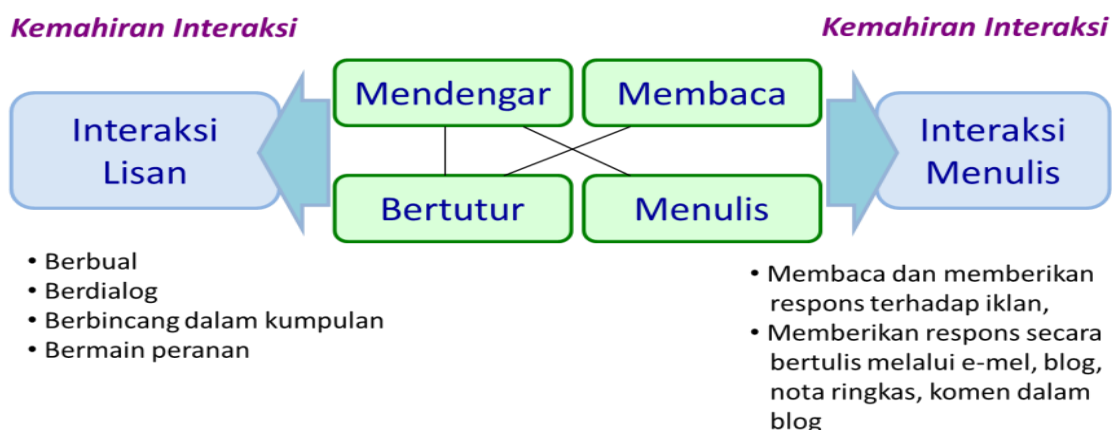 Kemahiran Interaksi
Kemahiran Interaksi
Mendengar
Membaca
Interaksi
Lisan
Interaksi
Menulis
Bertutur
Menulis
• Berbual
• Berdialog
• Berbincang dalam kumpulan
• Bermain peranan
• Membaca dan memberikan
respons terhadap iklan,
• Memberikan respons secara
bertulis melalui e-mel, blog,
nota ringkas, komen dalam
blog